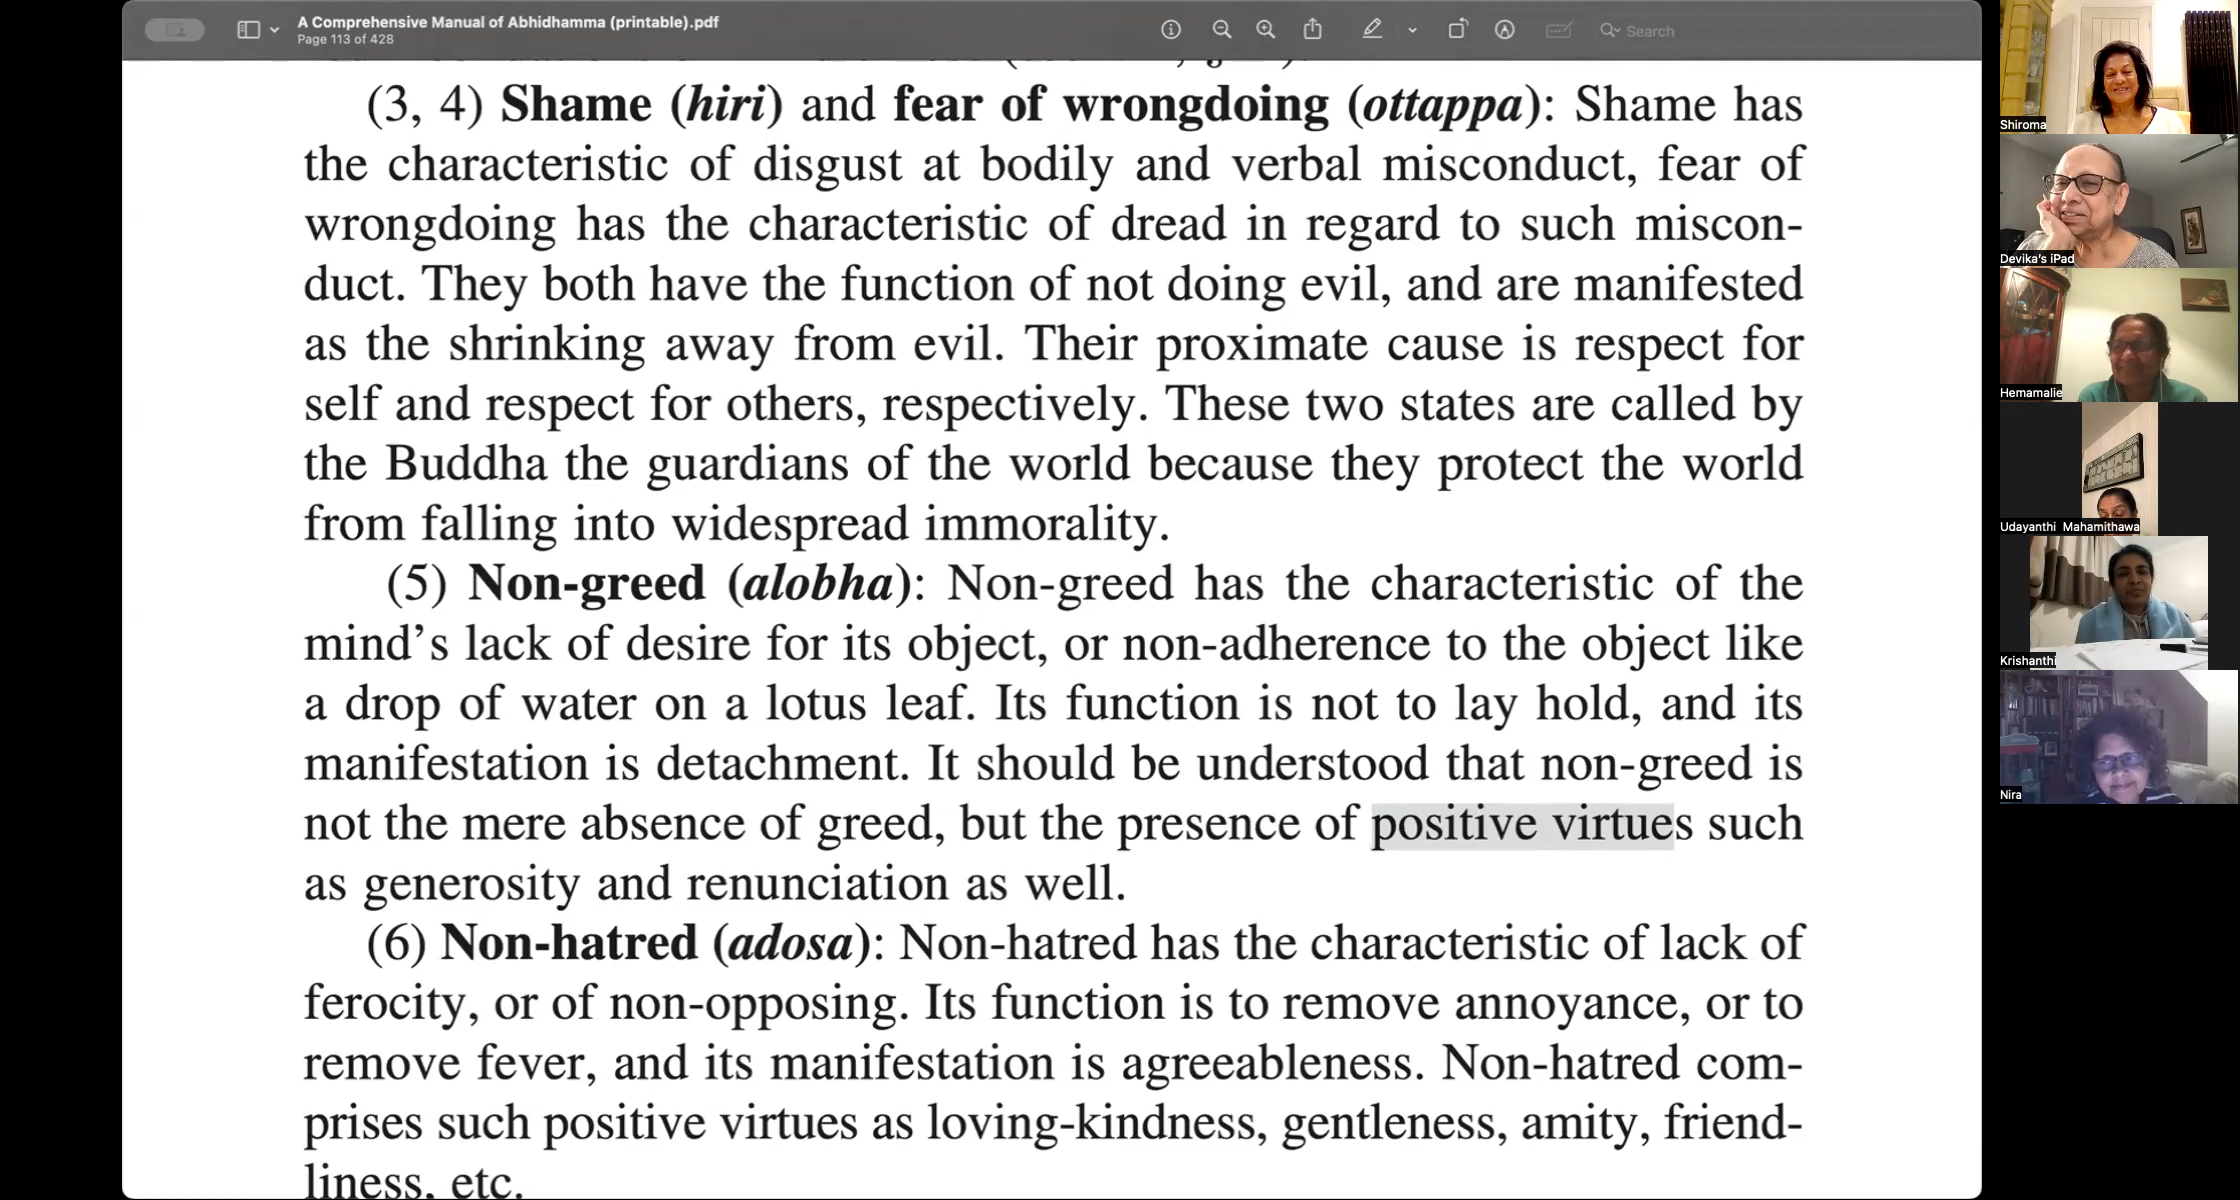 A Comprehensive Manual of Abhidhamma (printable).pdf
Page 113 of 428
Search
(3, 4) Shame (hiri) and fear of wrongdoing (ottappa): Shame has
the characteristic of disgust at bodily and verbal misconduct, fear of
wrongdoing has the characteristic of dread in regard to such miscon-
duct. They both have the function of not doing evil, and are manifested
as the shrinking away from evil. Their proximate cause is respect for
self and respect for others, respectively. These two states are called by
the Buddha the guardians of the world because they protect the world
from falling into widespread immorality.
(5) Non-greed (alobha): Non-greed has the characteristic of the
mind’s lack of desire for its object, or non-adherence to the object like
a drop of water on a lotus leaf. Its function is not to lay hold, and its
manifestation is detachment. It should be understood that non-greed is
not the mere absence of greed, but the presence of positive virtues such
as generosity and renunciation as well.
(6) Non-hatred (adosa): Non-hatred has the characteristic of lack of
ferocity, or of non-opposing. Its function is to remove annoyance, or to
remove fever, and its manifestation is agreeableness. Non-hatred com-
prises such positive virtues as loving-kindness, gentleness, amity, friend-
liness, etc.
Shiroma
Devika’s iPad
Hemamalie
Udayanthi Mahamithawa
Krishanthi
Nira